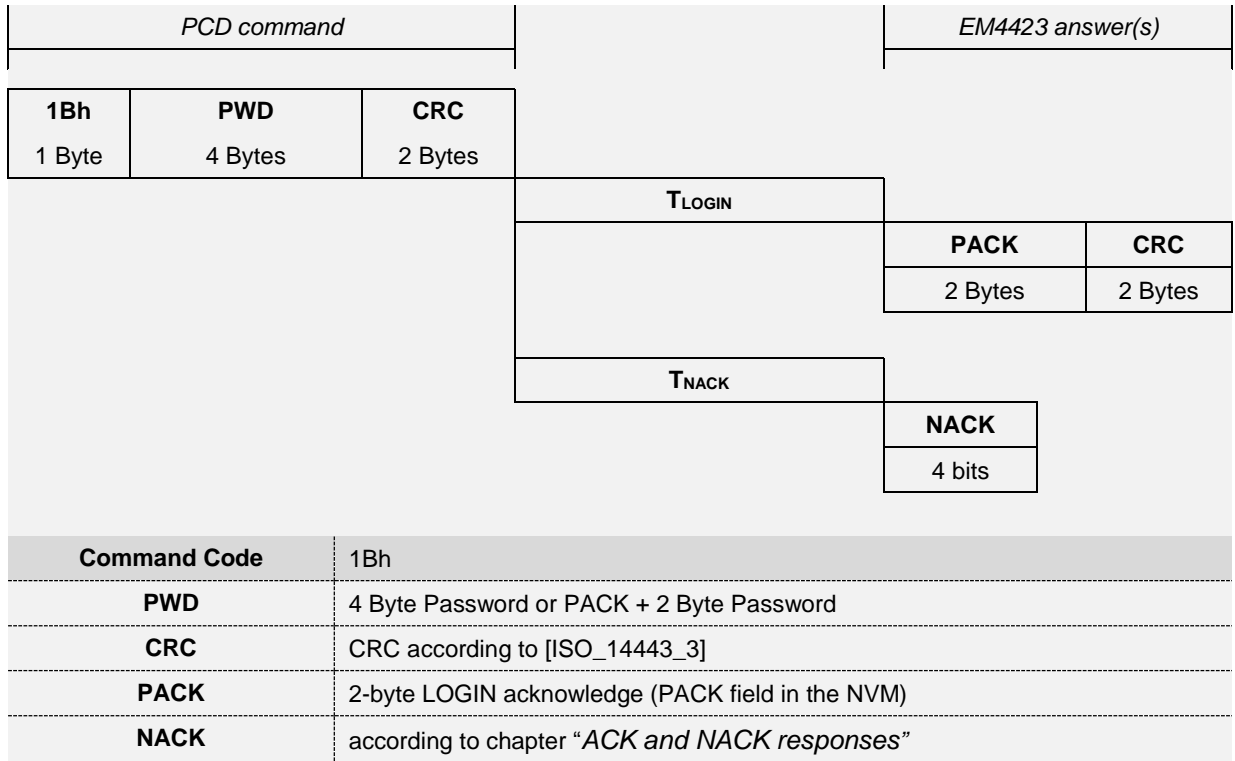 PCD command
EM4423 answer(s)
1Bh PWD CRC
1 Byte 4 Bytes 2 Bytes
TLOGIN
PACK CRC
2 Bytes 2 Bytes
TNACK
NACK
4 bits
Command Code 1Bh
PWD 4 Byte Password or PACK + 2 Byte Password
CRC CRC according to [ISO_14443_3]
PACK 2-byte LOGIN acknowledge (PACK field in the NVM)
NACK according to chapter “ACK and NACK responses”